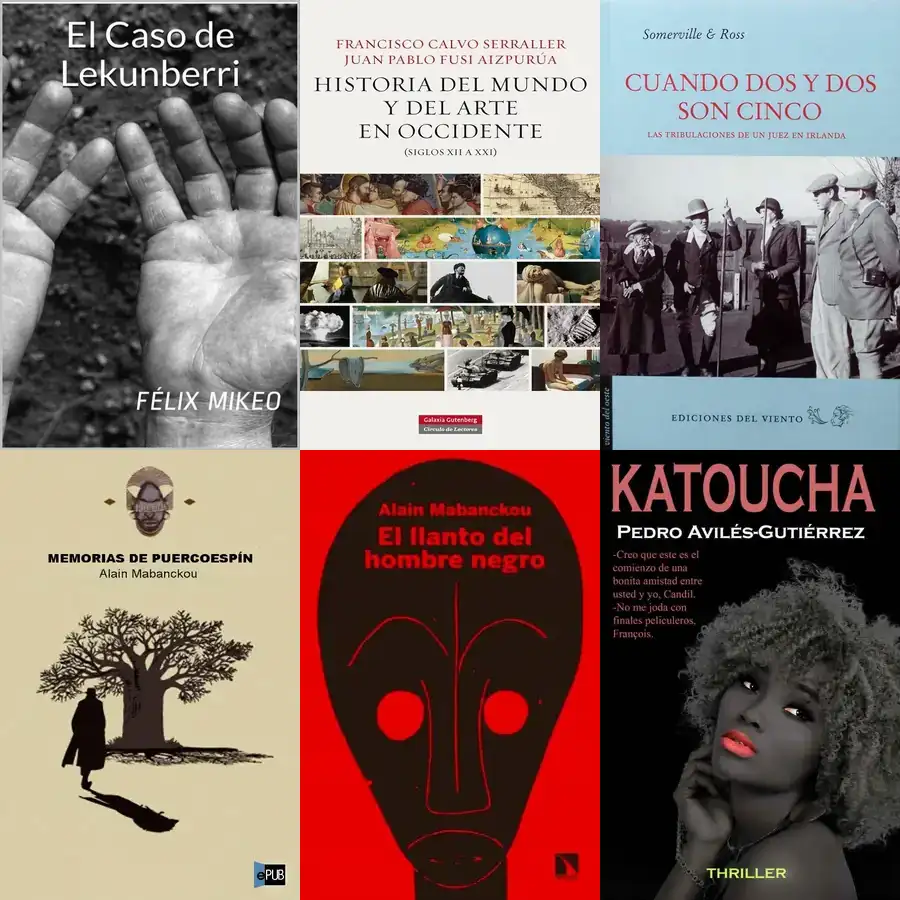 El Caso de
Lekunberri
FÉLIX MIKEO
FRANCISCO CALVO SERRALLER
JUAN PABLO FUSI AIZPURÚA
HISTORIA DEL MUNDO
Y DEL ARTE
EN OCCIDENTE
(SIGLOS XII A XXI)
Galaxia Gutenberg
Círculo de Lectores
Somerville & Ross
CUANDO DOS Y DOS
SON CINCO
LAS TRIBULACIONES DE UN JUEZ EN IRLANDA
viento del oeste
EDICIONES DEL VIENTO
MEMORIAS DE PUERCOESPÍN
Alain Mabanckou
ePUB
Alain Mabanckou
El llanto del
hombre negro
KATOUCHA
PEDRO AVILÉS-GUTIÉRREZ
-Creo que este es el
comienzo de una
bonita amistad entre
usted y yo, Candil.
-No me joda con
finales peliculeros,
François.
THRILLER